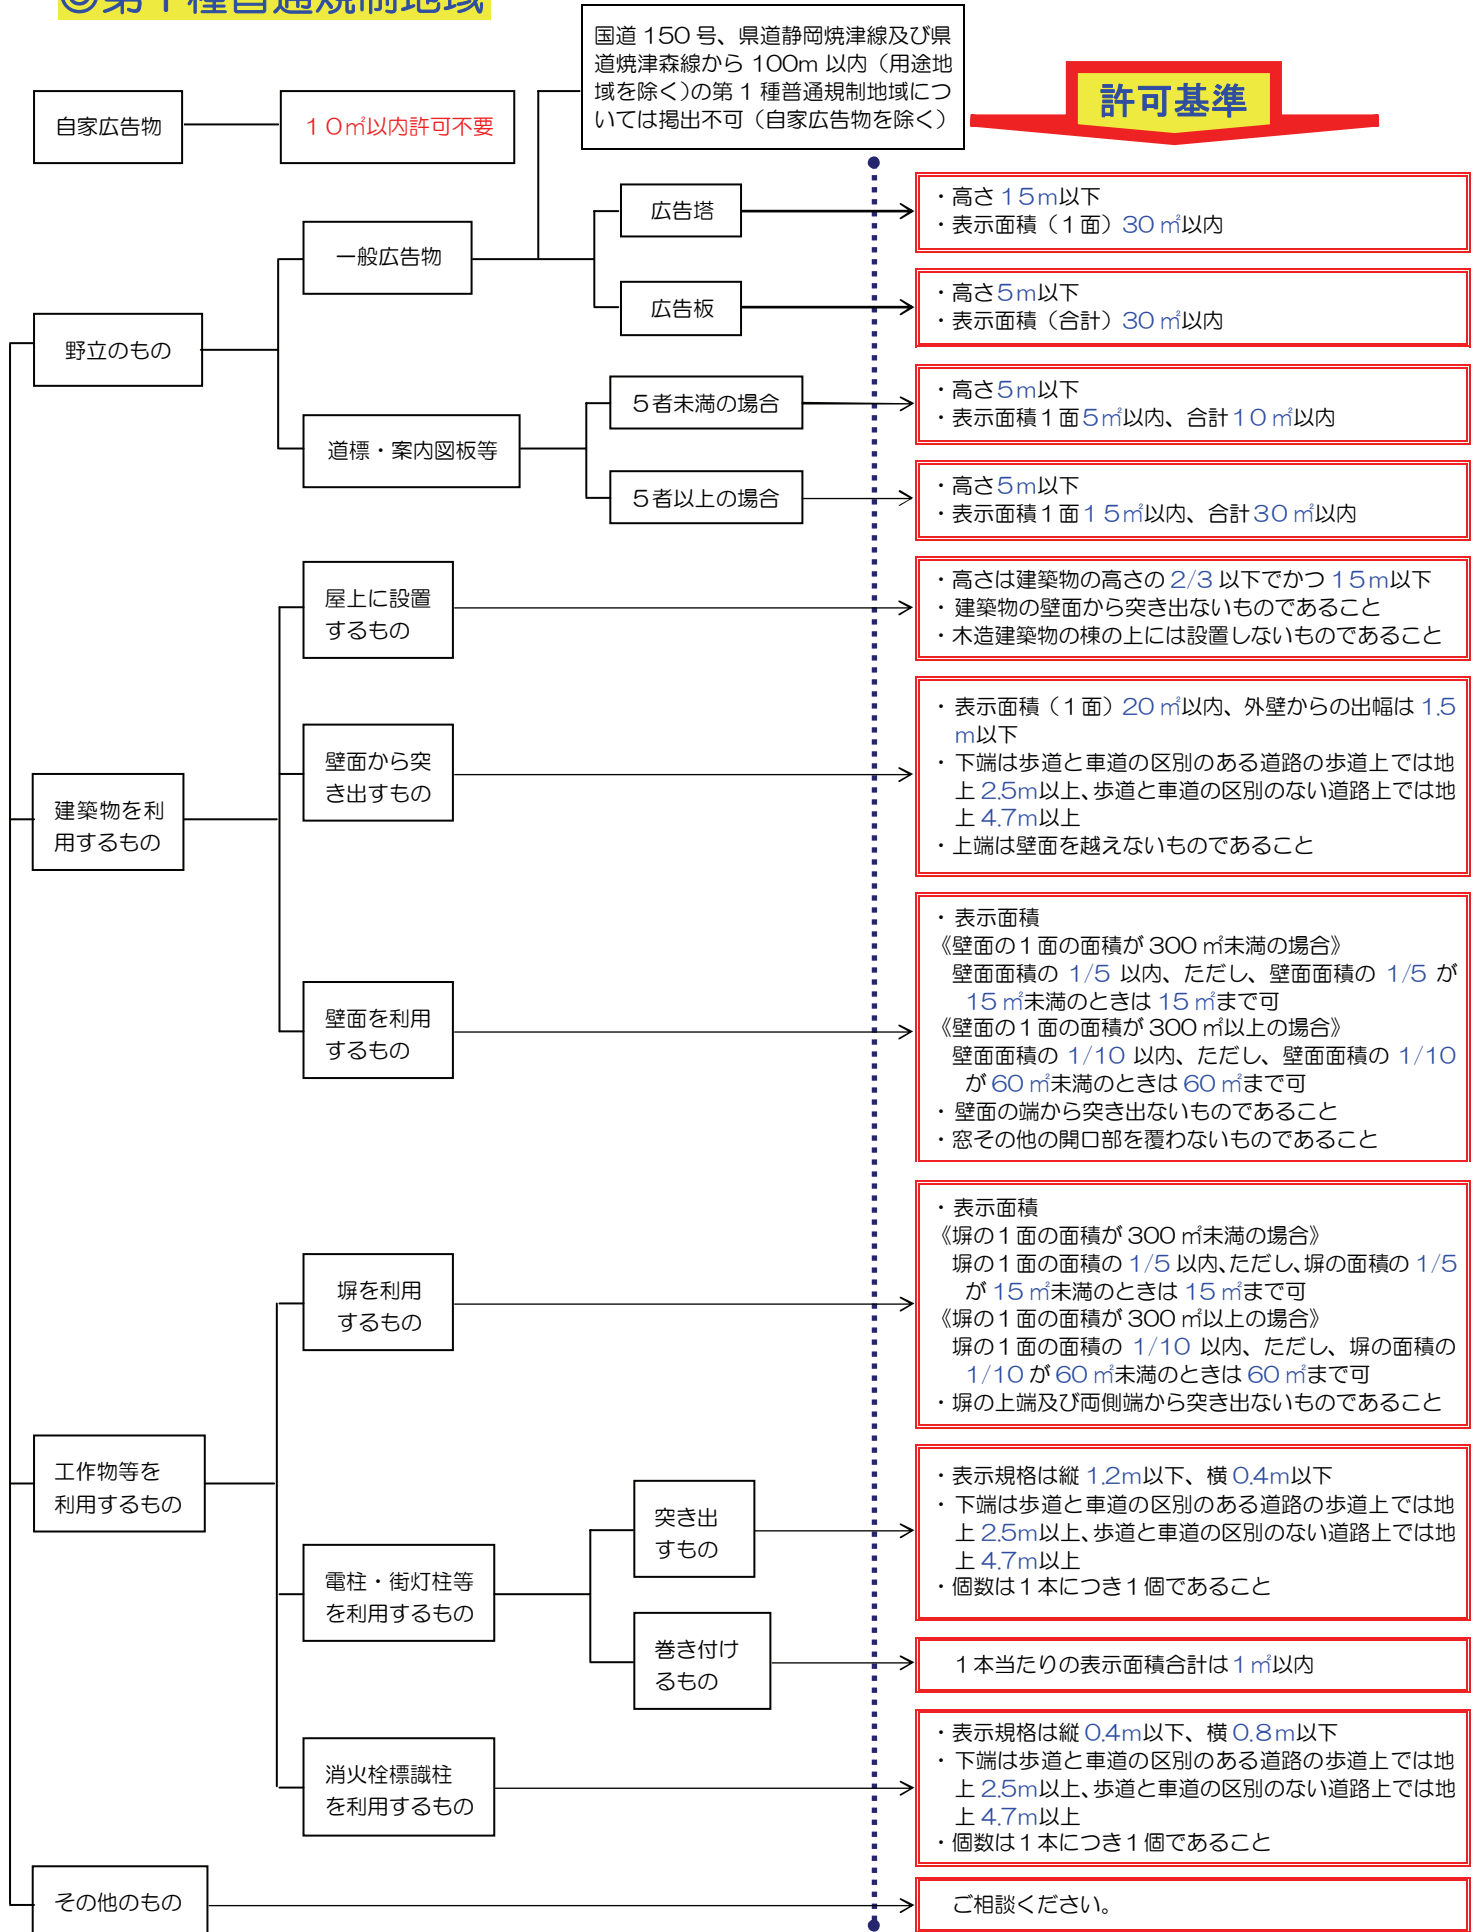 ◎第１種普通規制地域
国道 150 号、県道静岡焼津線及び県
道焼津森線から 100m 以内（用途地
域を除く）の第 1 種普通規制地域につ
いては掲出不可（自家広告物を除く）
許可基準
自家広告物
１０㎡以内許可不要
野立のもの
一般広告物
広告塔
・高さ１５ｍ以下
・表示面積（１面）30 ㎡以内
広告板
・高さ５ｍ以下
・表示面積（合計）30 ㎡以内
道標・案内図板等
５者未満の場合
・高さ５ｍ以下
・表示面積１面５㎡以内、合計１０㎡以内
５者以上の場合
・高さ５ｍ以下
・表示面積１面１５㎡以内、合計３０㎡以内
建築物を利
用するもの
屋上に設置
するもの
・高さは建築物の高さの 2/3 以下でかつ１５ｍ以下
・建築物の壁面から突き出ないものであること
・木造建築物の棟の上には設置しないものであること
壁面から突
き出すもの
・表示面積（１面）20 ㎡以内、外壁からの出幅は 1.5
ｍ以下
・下端は歩道と車道の区別のある道路の歩道上では地
上 2.5ｍ以上、歩道と車道の区別のない道路上では地
上 4.7ｍ以上
・上端は壁面を越えないものであること
壁面を利用
するもの
・表示面積
《壁面の１面の面積が 300 ㎡未満の場合》
壁面面積の 1/5 以内、ただし、壁面面積の 1/5 が
15 ㎡未満のときは 15 ㎡まで可
《壁面の１面の面積が 300 ㎡以上の場合》
壁面面積の 1/10 以内、ただし、壁面面積の 1/10
が 60 ㎡未満のときは 60 ㎡まで可
・壁面の端から突き出ないものであること
・窓その他の開口部を覆わないものであること
工作物等を
利用するもの
塀を利用
するもの
・表示面積
《塀の１面の面積が 300 ㎡未満の場合》
塀の１面の面積の 1/5 以内、ただし、塀の面積の 1/5
が 15 ㎡未満のときは 15 ㎡まで可
《塀の１面の面積が 300 ㎡以上の場合》
塀の１面の面積の 1/10 以内、ただし、塀の面積の
1/10 が 60 ㎡未満のときは 60 ㎡まで可
・塀の上端及び両側端から突き出ないものであること
電柱・街灯柱等
を利用するもの
突き出
すもの
・表示規格は縦 1.2ｍ以下、横 0.4ｍ以下
・下端は歩道と車道の区別のある道路の歩道上では地
上 2.5ｍ以上、歩道と車道の区別のない道路上では地
上 4.7ｍ以上
・個数は１本につき１個であること
巻き付け
るもの
１本当たりの表示面積合計は１㎡以内
消火栓標識柱
を利用するもの
・表示規格は縦 0.4ｍ以下、横 0.8ｍ以下
・下端は歩道と車道の区別のある道路の歩道上では地
上 2.5ｍ以上、歩道と車道の区別のない道路上では地
上 4.7ｍ以上
・個数は１本につき１個であること
その他のもの
ご相談ください。